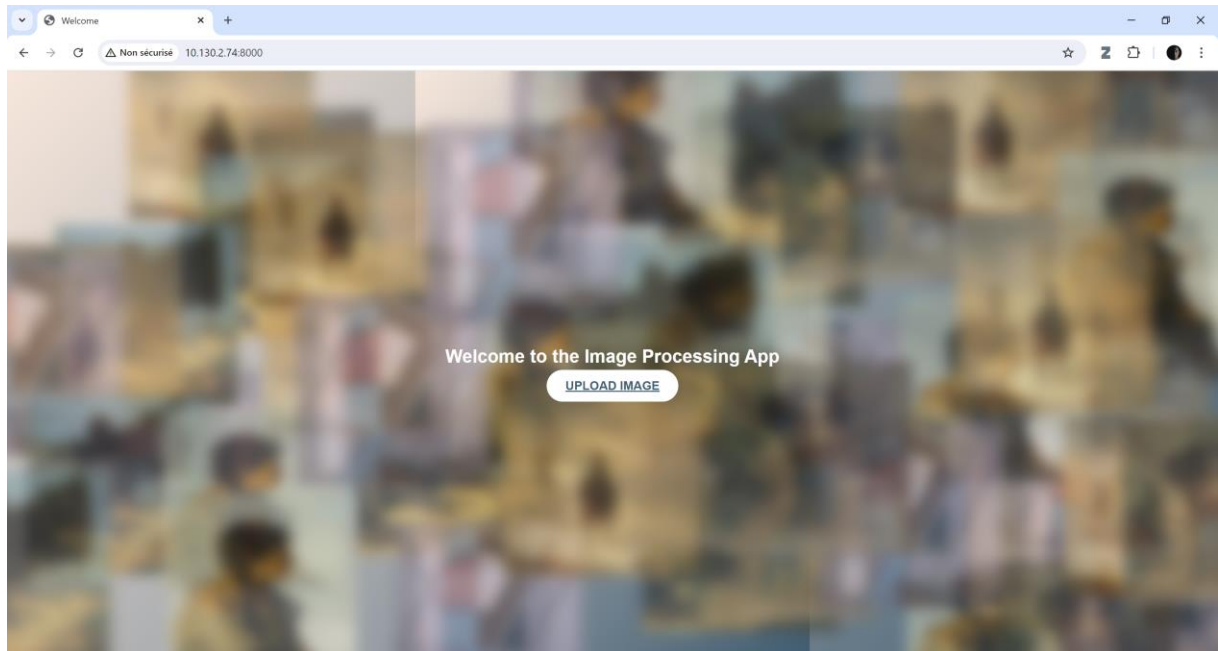 Welcome
Non sécurisé 10.130.2.74:8000
Z
Welcome to the Image Processing App
UPLOAD IMAGE